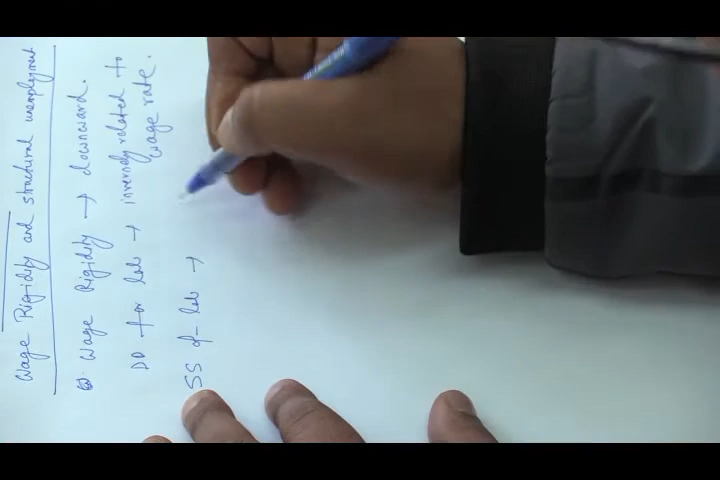 Wage Rigidity and structural unemployment
Wage Rigidity → downward.
DD for lab → inversely related to
wage rate.
SS of lab →